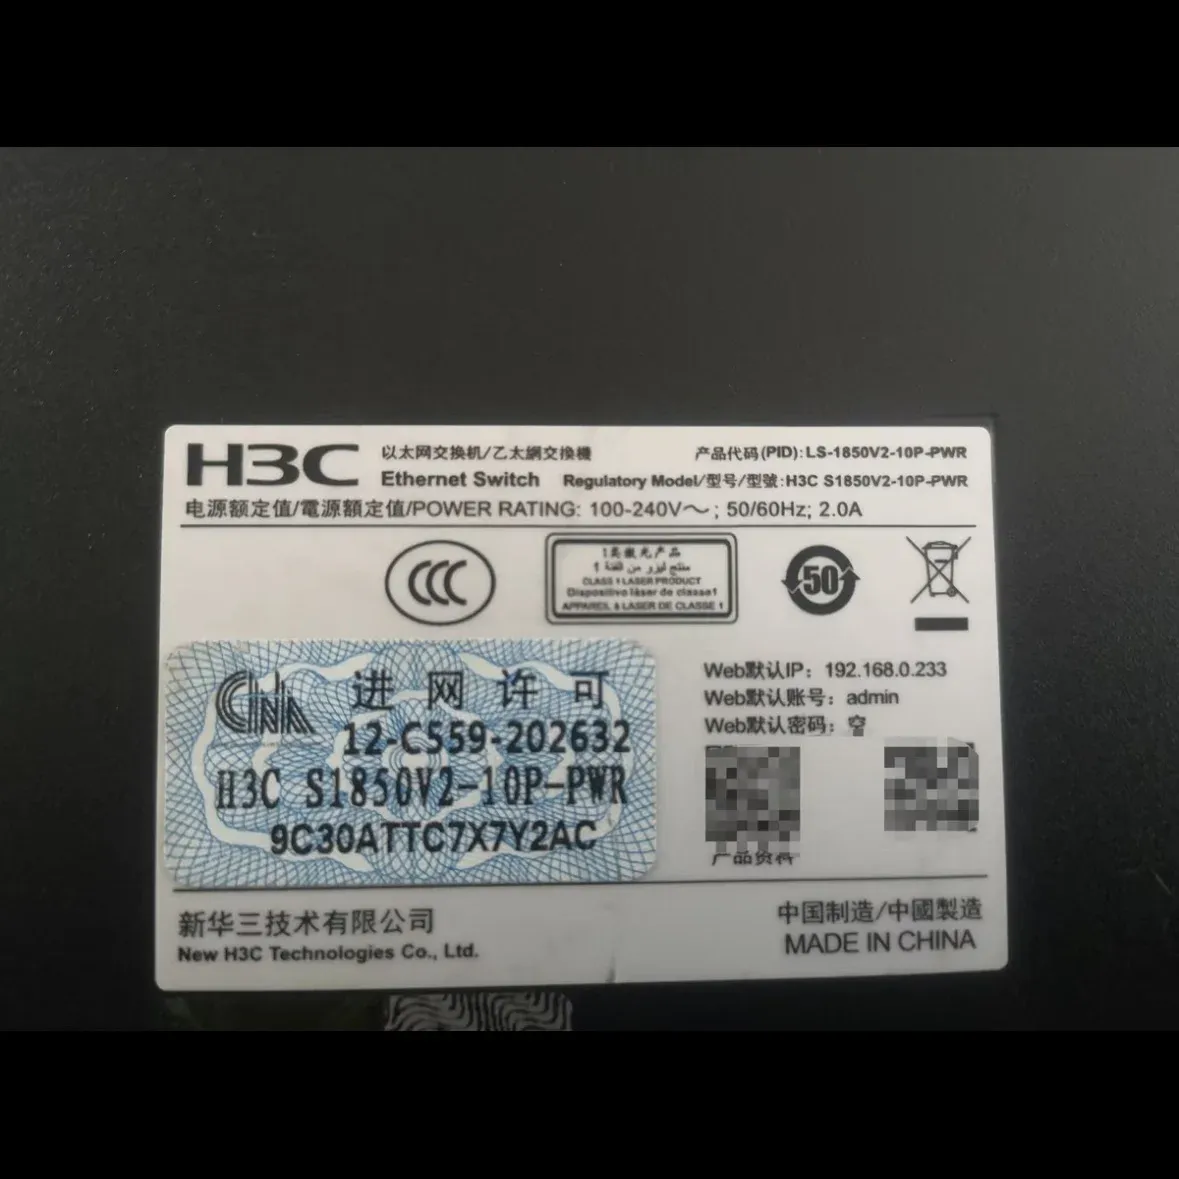 H3C
以太网交换机/乙太網交換機
产品代码(PID): LS-1850V2-10P-PWR
Ethernet Switch
Regulatory Model/型号/型號:H3C S1850V2-10P-PWR
电源额定值/電源額定值/POWER RATING: 100-240V～; 50/60Hz; 2.0A
CCC
1类激光产品
منتج ليزر من الفئة 1
CLASS 1 LASER PRODUCT
Dispositivo láser de classe1
APPAREIL à LASER DE CLASSE 1
50
CNA 进网许可
12-C559-202632
H3C S1850V2-10P-PWR
9C30ATTC7X7Y2AC
Web默认IP：192.168.0.233
Web默认账号：admin
Web默认密码：空
产品资料
新华三技术有限公司
New H3C Technologies Co., Ltd.
中国制造/中國製造
MADE IN CHINA